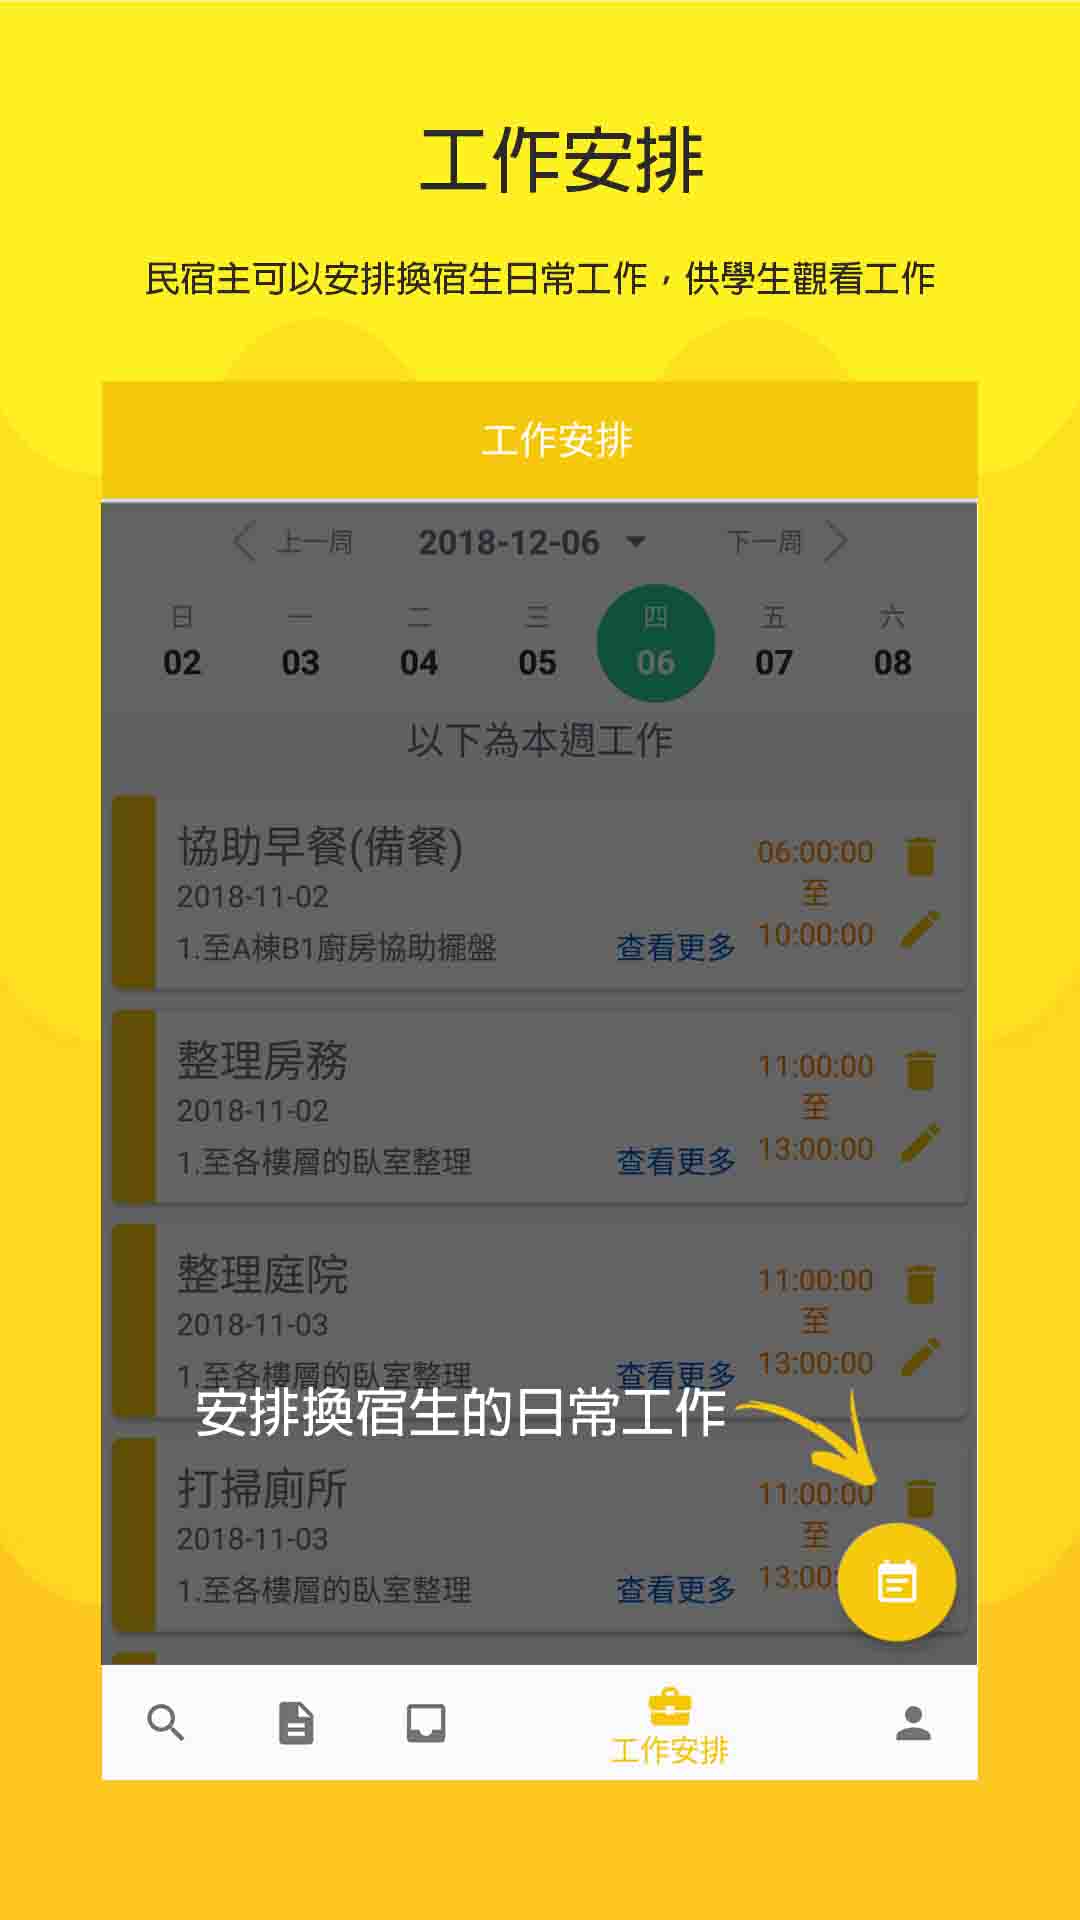 工作安排
民宿主可以安排換宿生日常工作，供學生觀看工作
工作安排
上一周 2018-12-06 下一周
日 一 二 三 四 五 六
02 03 04 05 06 07 08
以下為本週工作
協助早餐(備餐)
2018-11-02
1.至A棟B1廚房協助擺盤
查看更多
06:00:00
至
10:00:00
整理房務
2018-11-02
1.至各樓層的臥室整理
查看更多
11:00:00
至
13:00:00
整理庭院
2018-11-03
1.至各樓層的臥室整理
查看更多
11:00:00
至
13:00:00
安排換宿生的日常工作
打掃廁所
2018-11-03
1.至各樓層的臥室整理
查看更多
11:00:00
至
13:00:
工作安排